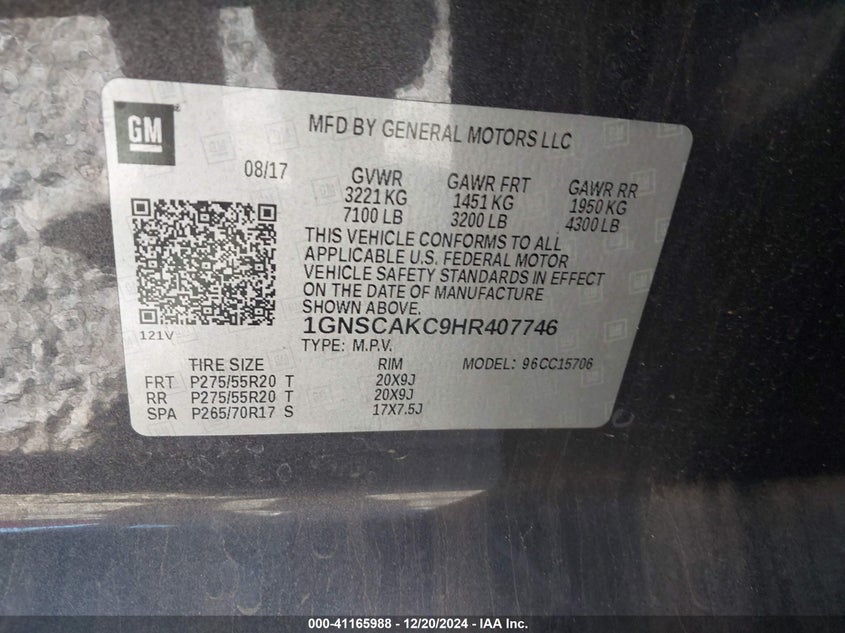 GM
®
MFD BY GENERAL MOTORS LLC
08/17
GVWR
3221 KG
7100 LB
GAWR FRT
1451 KG
3200 LB
GAWR RR
1950 KG
4300 LB
THIS VEHICLE CONFORMS TO ALL
APPLICABLE U.S. FEDERAL MOTOR
VEHICLE SAFETY STANDARDS IN EFFECT
ON THE DATE OF MANUFACTURE
SHOWN ABOVE.
1GNSCAKC9HR407746
121V
TYPE: M.P.V.
TIRE SIZE RIM MODEL: 96CC15706
FRT P275/55R20 T 20X9J
RR P275/55R20 T 20X9J
SPA P265/70R17 S 17X7.5J
000-41165988 — 12/20/2024 — IAA Inc.